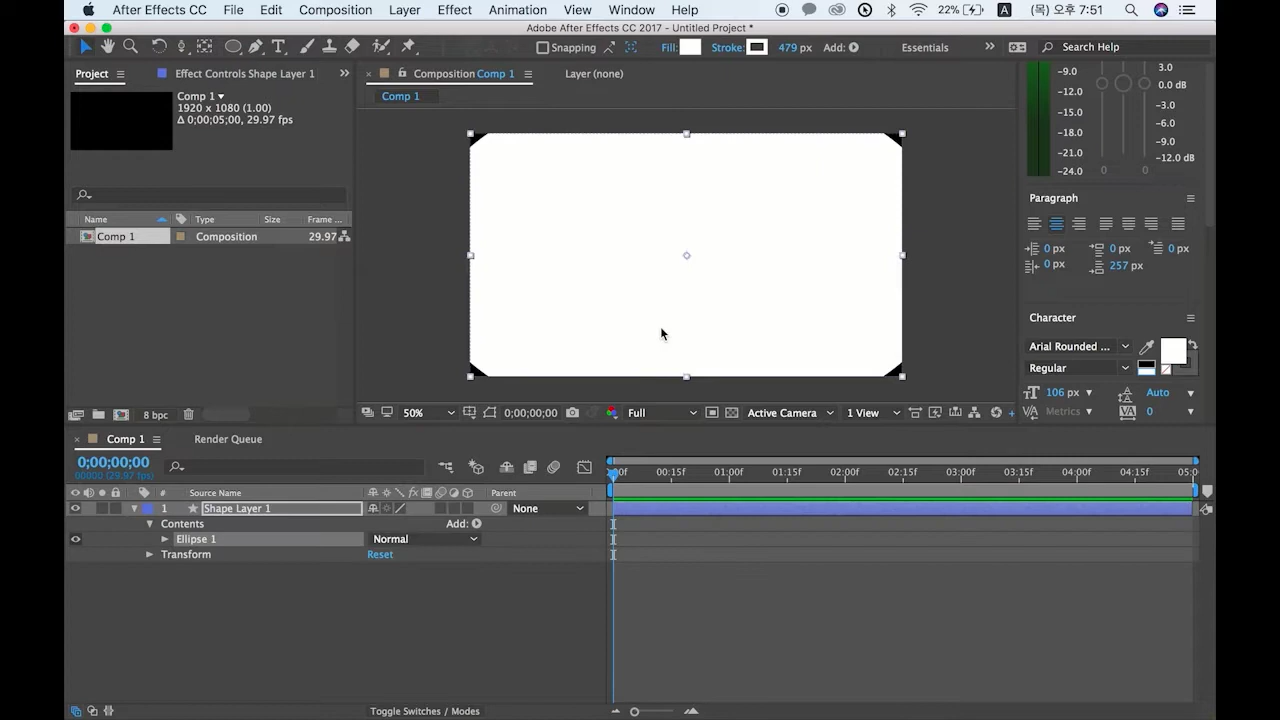 After Effects CC File Edit Composition Layer Effect Animation View Window Help 22% A (목) 오후 7:51
Adobe After Effects CC 2017 - Untitled Project *
Snapping Fill: Stroke: 479 px Add: Essentials » Search Help
Project Effect Controls Shape Layer 1 »
Comp 1
1920 x 1080 (1.00)
Δ 0;00;05;00, 29.97 fps
Name Type Size Frame ...
Comp 1 Composition 29.97
8 bpc
Composition Comp 1 Layer (none)
Comp 1
50% 0;00;00;00 Full Active Camera 1 View
-9.0
-12.0
-15.0
-18.0
-21.0
-24.0
3.0
0.0 dB
-3.0
-6.0
-9.0
-12.0 dB
0 0
Paragraph
0 px 0 px 0 px
0 px 257 px
Character
Arial Rounded ...
Regular
106 px Auto
Metrics 0
Comp 1 Render Queue
0;00;00;00
00000 (29.97 fps)
00f 00:15f 01:00f 01:15f 02:00f 02:15f 03:00f 03:15f 04:00f 04:15f 05:0
# Source Name Parent
1 Shape Layer 1 None
Contents Add:
Ellipse 1 Normal
Transform Reset
Toggle Switches / Modes